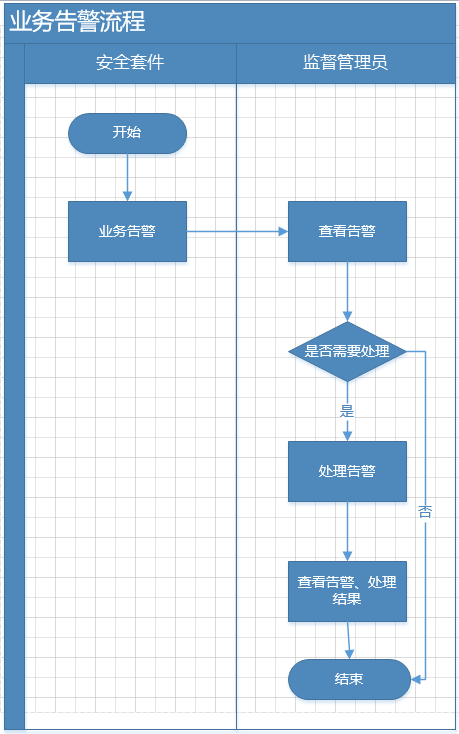 业务告警流程
安全套件
监督管理员
开始
业务告警
查看告警
是否需要处理
是
处理告警
否
查看告警、处理
结果
结束